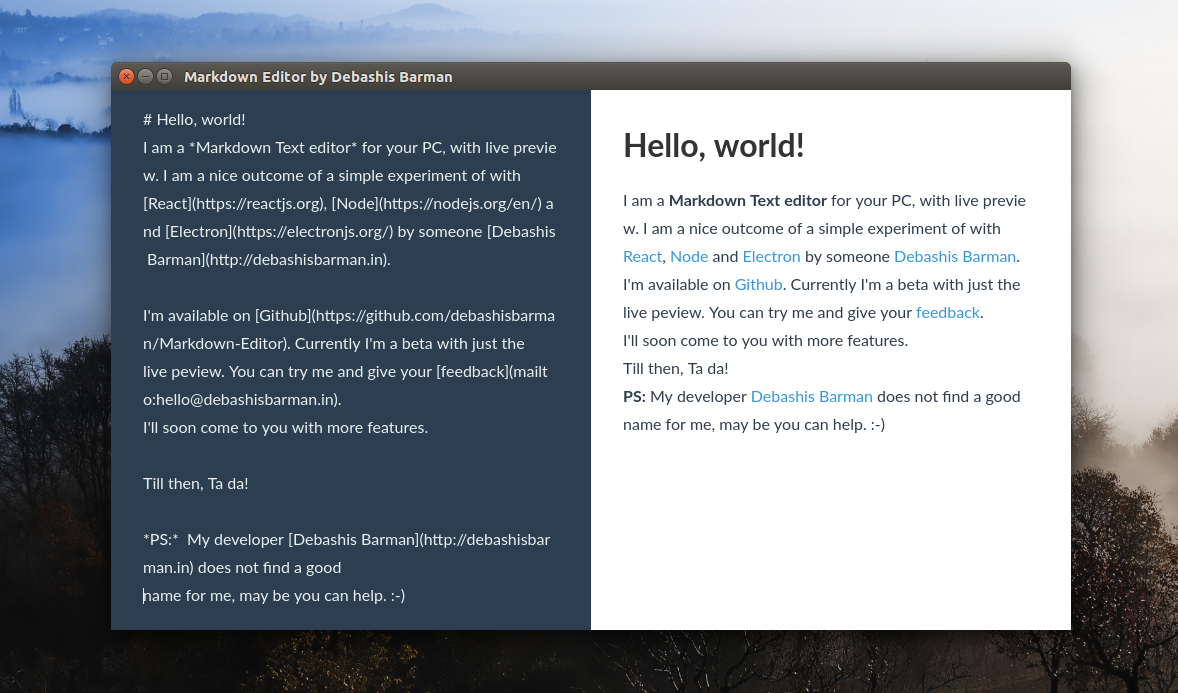 Markdown Editor by Debashis Barman
# Hello, world!
I am a *Markdown Text editor* for your PC, with live previe
w. I am a nice outcome of a simple experiment of with
[React](https://reactjs.org), [Node](https://nodejs.org/en/) a
nd [Electron](https://electronjs.org/) by someone [Debashis
Barman](http://debashisbarman.in).
I'm available on [Github](https://github.com/debashisbarma
n/Markdown-Editor). Currently I'm a beta with just the
live peview. You can try me and give your [feedback](mailt
o:hello@debashisbarman.in).
I'll soon come to you with more features.
Till then, Ta da!
*PS:*  My developer [Debashis Barman](http://debashisbar
man.in) does not find a good
name for me, may be you can help. :-)
Hello, world!
I am a Markdown Text editor for your PC, with live previe
w. I am a nice outcome of a simple experiment of with
React, Node and Electron by someone Debashis Barman.
I'm available on Github. Currently I'm a beta with just the
live peview. You can try me and give your feedback.
I'll soon come to you with more features.
Till then, Ta da!
PS: My developer Debashis Barman does not find a good
name for me, may be you can help. :-)